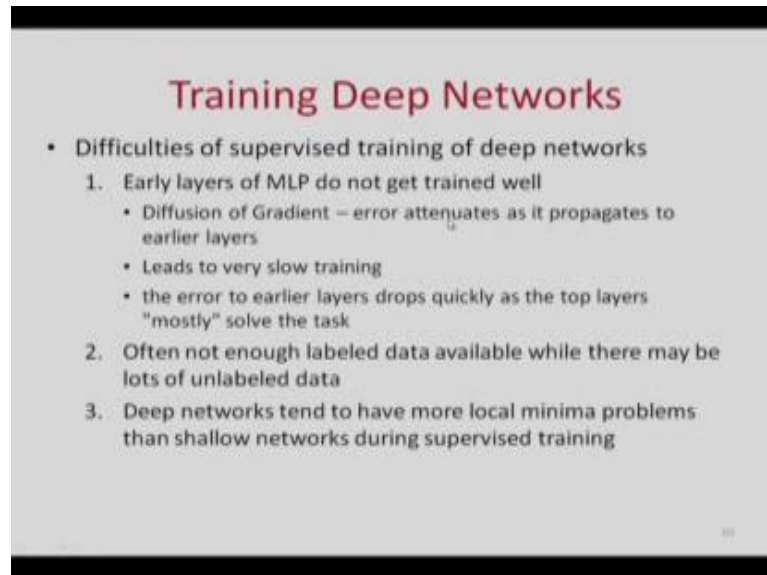 Training Deep Networks
• Difficulties of supervised training of deep networks
1. Early layers of MLP do not get trained well
• Diffusion of Gradient – error attenuates as it propagates to
earlier layers
• Leads to very slow training
• the error to earlier layers drops quickly as the top layers
"mostly" solve the task
2. Often not enough labeled data available while there may be
lots of unlabeled data
3. Deep networks tend to have more local minima problems
than shallow networks during supervised training